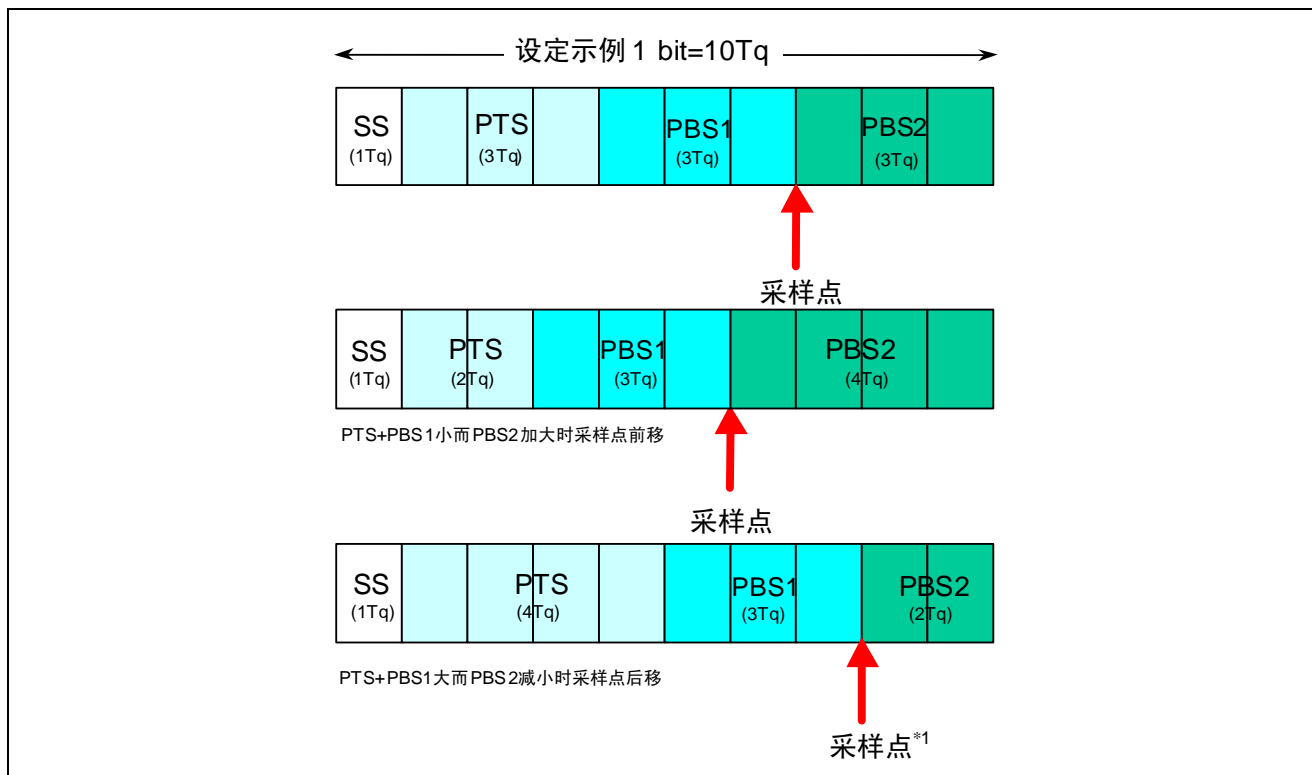 设定示例 1 bit=10Tq
SS PTS PBS1 PBS2
(1Tq) (3Tq) (3Tq) (3Tq)
采样点
SS PTS PBS1 PBS2
(1Tq) (2Tq) (3Tq) (4Tq)
PTS+PBS1小而PBS2加大时采样点前移
采样点
SS PTS PBS1 PBS2
(1Tq) (4Tq) (3Tq) (2Tq)
PTS+PBS1大而PBS2减小时采样点后移
采样点*1